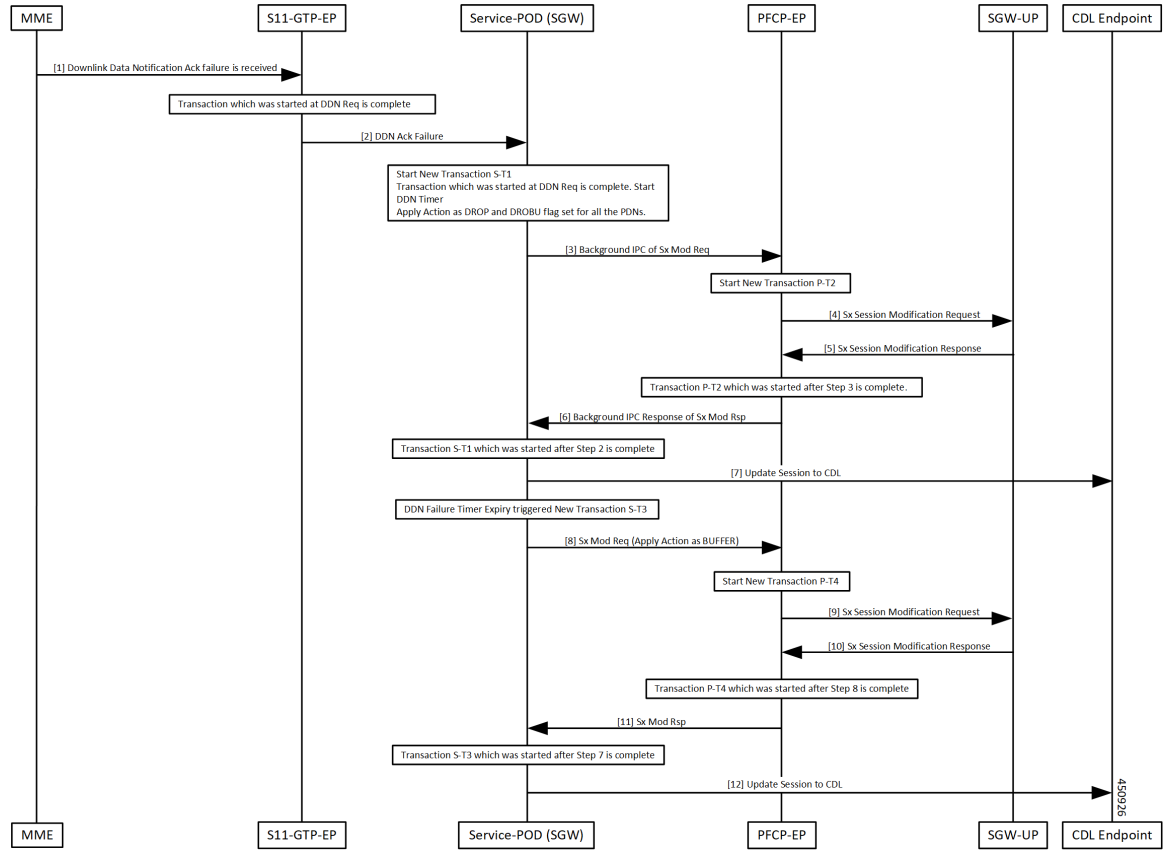 MME
S11-GTP-EP
Service-POD (SGW)
PFCP-EP
SGW-UP
CDL Endpoint
[1] Downlink Data Notification Ack failure is received
Transaction which was started at DDN Req is complete
[2] DDN Ack Failure
Start New Transaction S-T1
Transaction which was started at DDN Req is complete. Start
DDN Timer
Apply Action as DROP and DROBU flag set for all the PDNs.
[3] Background IPC of Sx Mod Req
Start New Transaction P-T2
[4] Sx Session Modification Request
[5] Sx Session Modification Response
Transaction P-T2 which was started after Step 3 is complete.
[6] Background IPC Response of Sx Mod Rsp
Transaction S-T1 which was started after Step 2 is complete
[7] Update Session to CDL
DDN Failure Timer Expiry triggered New Transaction S-T3
[8] Sx Mod Req (Apply Action as BUFFER)
Start New Transaction P-T4
[9] Sx Session Modification Request
[10] Sx Session Modification Response
Transaction P-T4 which was started after Step 8 is complete
[11] Sx Mod Rsp
Transaction S-T3 which was started after Step 7 is complete
[12] Update Session to CDL
450926
MME
S11-GTP-EP
Service-POD (SGW)
PFCP-EP
SGW-UP
CDL Endpoint